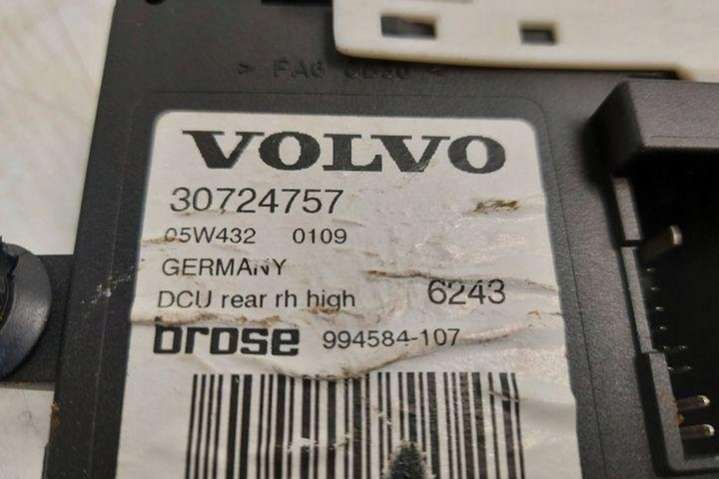 VOLVO
30724757
05W432 0109
GERMANY
DCU rear rh high 6243
brose 994584-107